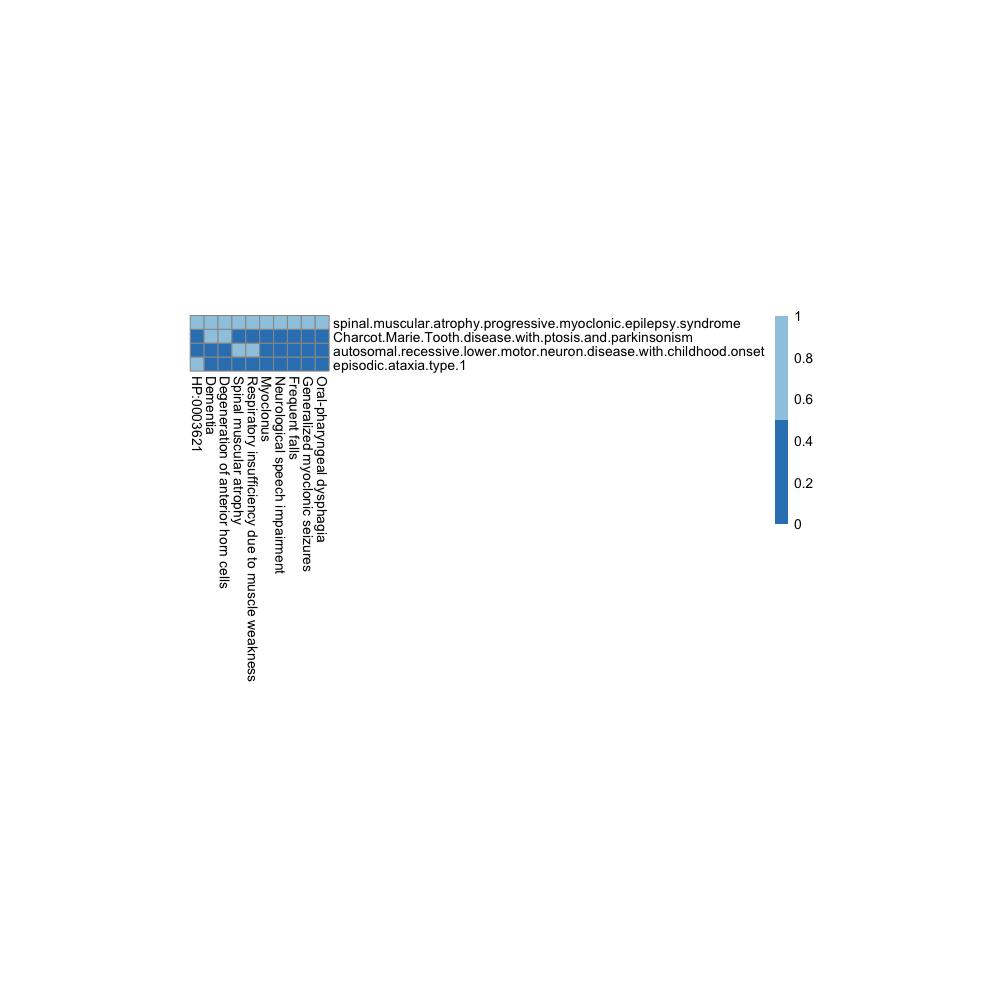 spinal.muscular.atrophy.progressive.myoclonic.epilepsy.syndrome
Charcot.Marie.Tooth.disease.with.ptosis.and.parkinsonism
autosomal.recessive.lower.motor.neuron.disease.with.childhood.onset
episodic.ataxia.type.1
HP:0003621
Dementia
Degeneration of anterior horn cells
Spinal muscular atrophy
Respiratory insufficiency due to muscle weakness
Myoclonus
Neurological speech impairment
Frequent falls
Generalized myoclonic seizures
Oral-pharyngeal dysphagia
1
0.8
0.6
0.4
0.2
0